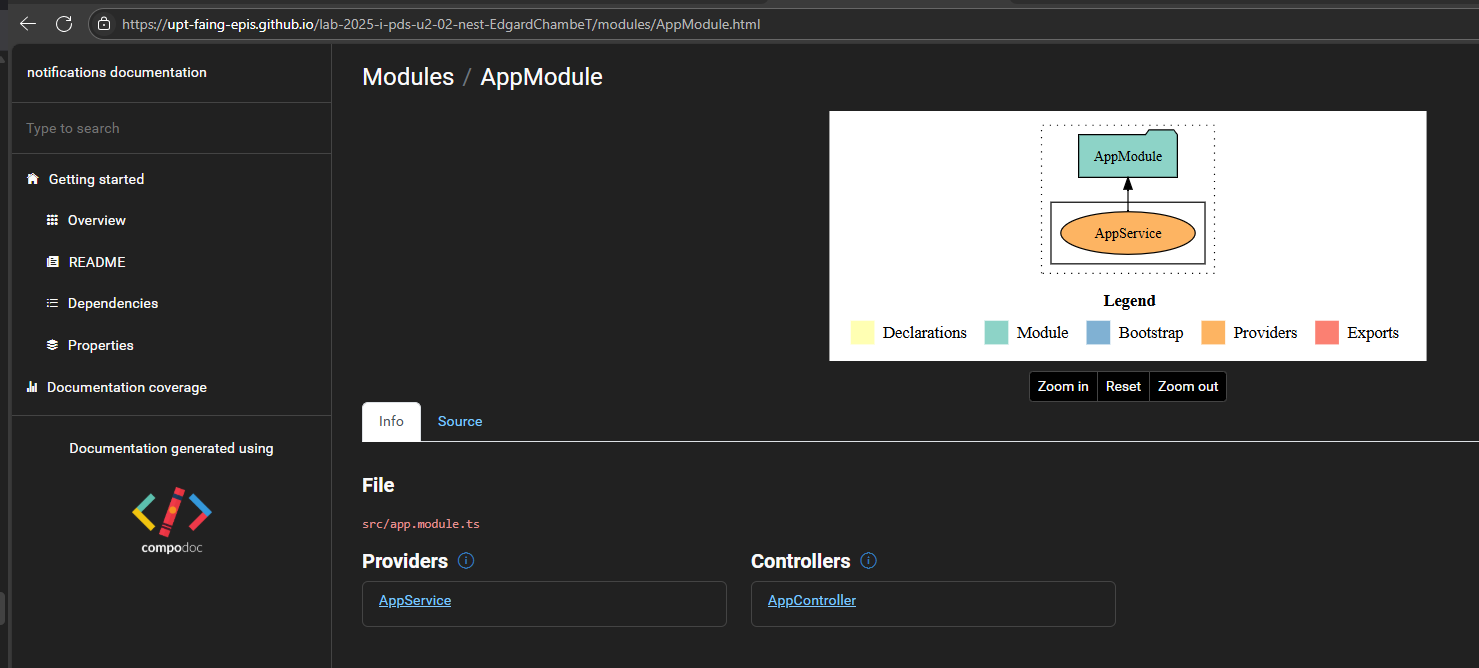 https://upt-faing-epis.github.io/lab-2025-i-pds-u2-02-nest-EdgardChambeT/modules/AppModule.html
notifications documentation
Type to search
Getting started
Overview
README
Dependencies
Properties
Documentation coverage
Documentation generated using
compodoc
Modules / AppModule
AppModule
AppService
Legend
Declarations Module Bootstrap Providers Exports
Zoom in Reset Zoom out
Info Source
File
src/app.module.ts
Providers Controllers
AppService AppController